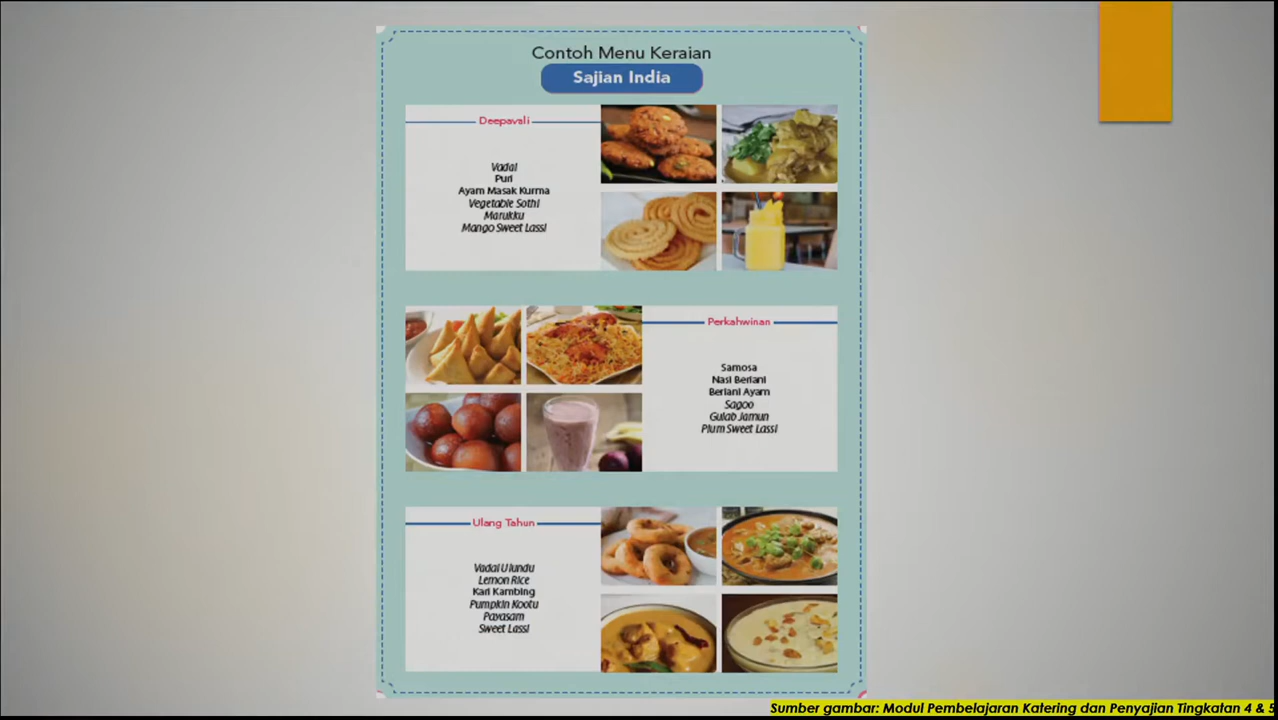 Contoh Menu Keraian
Sajian India
Deepavali
Vadai
Puri
Ayam Masak Kurma
Vegetable Sothi
Marukku
Mango Sweet Lassi
Perkahwinan
Samosa
Nasi Beriani
Beriani Ayam
Sagoo
Gulab Jamun
Plum Sweet Lassi
Ulang Tahun
Vadai Ulundu
Lemon Rice
Kari Kambing
Pumpkin Kootu
Payasam
Sweet Lassi
Sumber gambar: Modul Pembelajaran Katering dan Penyajian Tingkatan 4 & 5